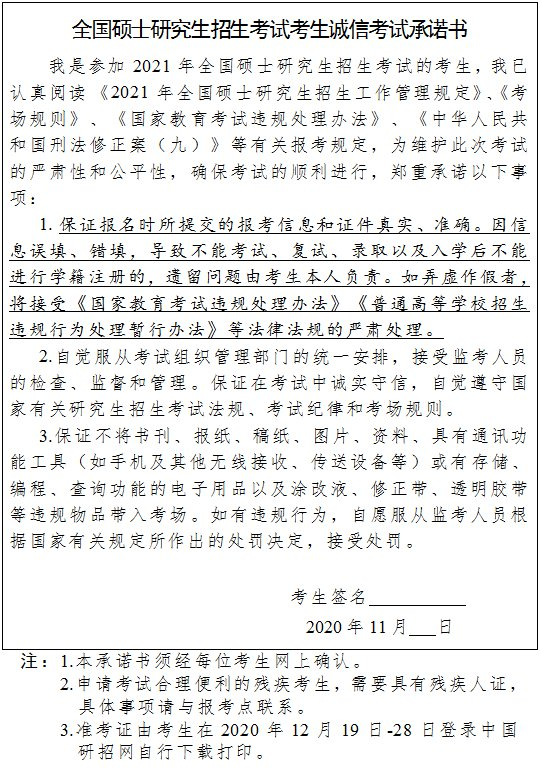 全国硕士研究生招生考试考生诚信考试承诺书
我是参加 2021 年全国硕士研究生招生考试的考生，我已
认真阅读《2021 年全国硕士研究生招生工作管理规定》、《考
场规则》、《国家教育考试违规处理办法》、《中华人民共
和国刑法修正案（九）》等有关报考规定，为维护此次考试
的严肃性和公平性，确保考试的顺利进行，郑重承诺以下事
项：
1. 保证报名时所提交的报考信息和证件真实、准确。因信
息误填、错填，导致不能考试、复试、录取以及入学后不能
进行学籍注册的，遗留问题由考生本人负责。如弄虚作假者，
将接受《国家教育考试违规处理办法》《普通高等学校招生
违规行为处理暂行办法》等法律法规的严肃处理。
2.自觉服从考试组织管理部门的统一安排，接受监考人员
的检查、监督和管理。保证在考试中诚实守信，自觉遵守国
家有关研究生招生考试法规、考试纪律和考场规则。
3.保证不将书刊、报纸、稿纸、图片、资料、具有通讯功
能工具（如手机及其他无线接收、传送设备等）或有存储、
编程、查询功能的电子用品以及涂改液、修正带、透明胶带
等违规物品带入考场。如有违规行为，自愿服从监考人员根
据国家有关规定所作出的处罚决定，接受处罚。
考生签名___________
2020 年 11 月___日
注：1.本承诺书须经每位考生网上确认。
2.申请考试合理便利的残疾考生，需要具有残疾人证，
具体事项请与报考点联系。
3.准考证由考生在 2020 年 12 月 19 日-28 日登录中国
研招网自行下载打印。